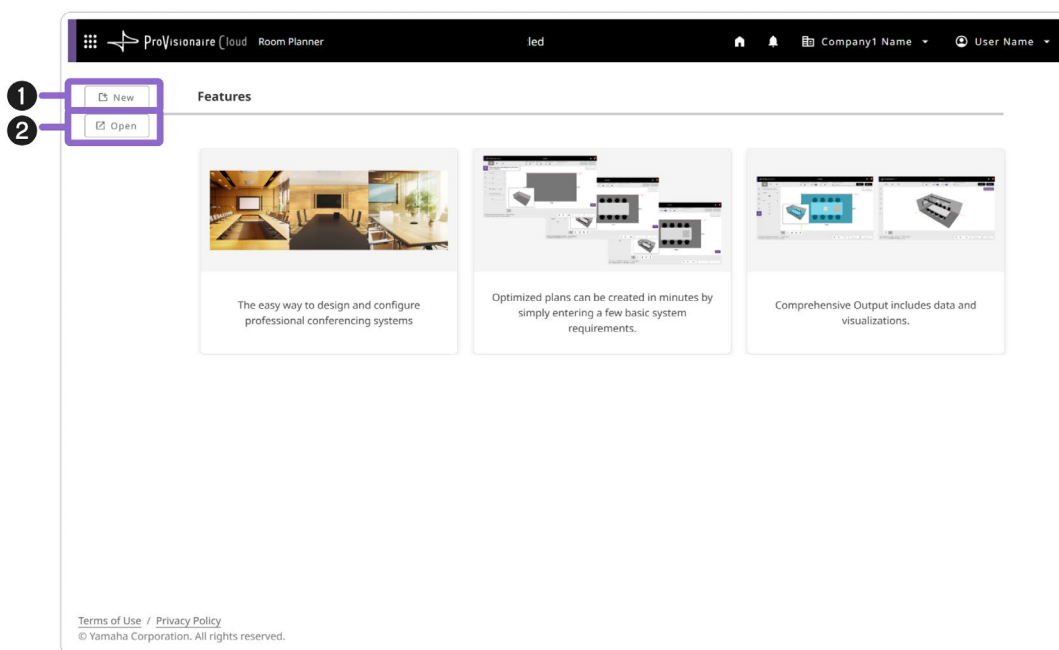 ProVisionaire Cloud Room Planner
led
Company1 Name
User Name
1
New
Features
2
Open
The easy way to design and configure
professional conferencing systems
Optimized plans can be created in minutes by
simply entering a few basic system
requirements.
Comprehensive Output includes data and
visualizations.
Terms of Use / Privacy Policy
© Yamaha Corporation. All rights reserved.